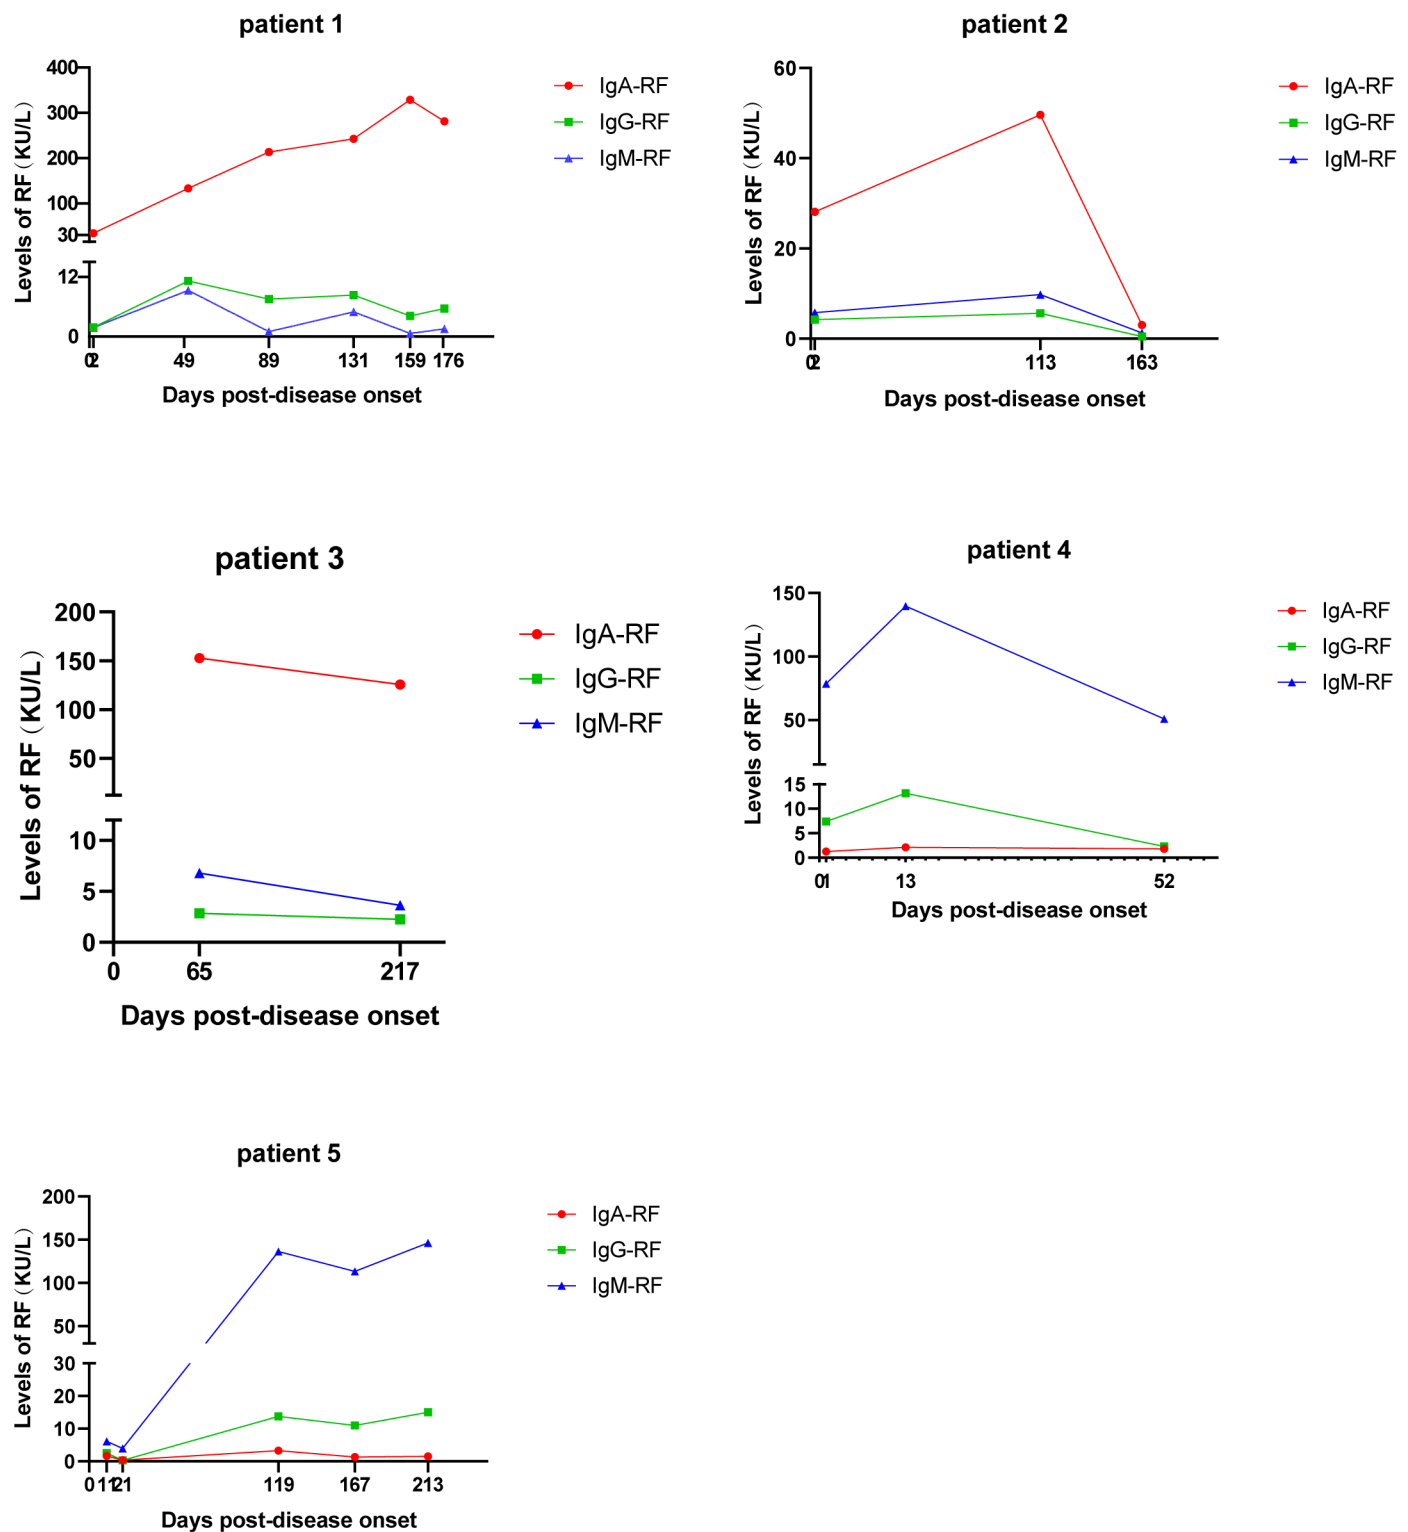 patient 1
Levels of RF（KU/L）
400
300
200
100
30
12
0
0 2 49 89 131 159 176
Days post-disease onset
IgA-RF
IgG-RF
IgM-RF
patient 2
Levels of RF（KU/L）
60
40
20
0
0 2 113 163
Days post-disease onset
IgA-RF
IgG-RF
IgM-RF
patient 3
Levels of RF（KU/L）
200
150
100
50
10
5
0
0 65 217
Days post-disease onset
IgA-RF
IgG-RF
IgM-RF
patient 4
Levels of RF（KU/L）
150
100
50
15
10
5
0
0 1 13 52
Days post-disease onset
IgA-RF
IgG-RF
IgM-RF
patient 5
Levels of RF（KU/L）
200
150
100
50
30
20
10
0
0 11 21 119 167 213
Days post-disease onset
IgA-RF
IgG-RF
IgM-RF